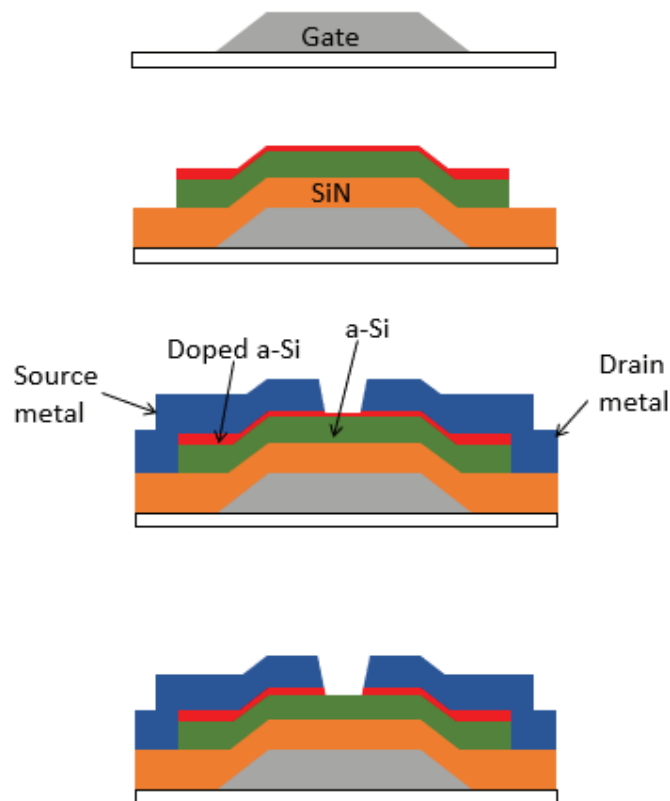 Gate
SiN
a-Si
Doped a-Si
Source
metal
Drain
metal